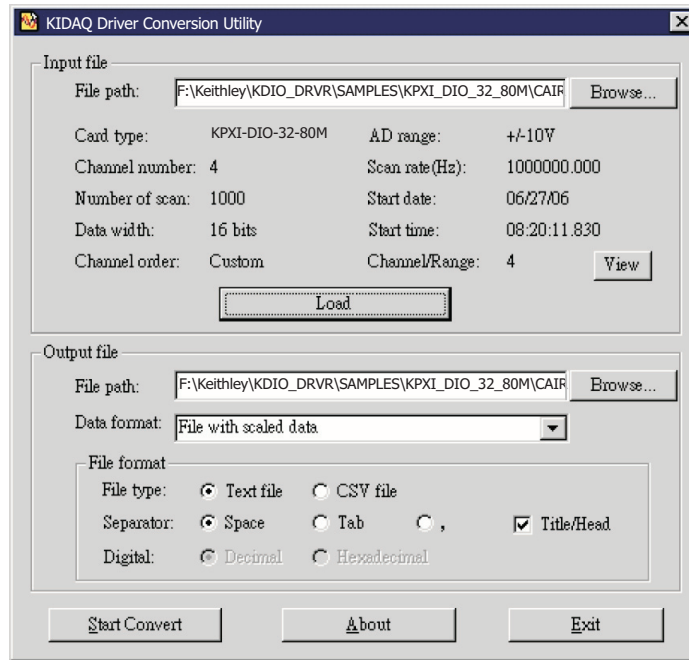 KIDAQ Driver Conversion Utility
Input file
File path: F:\Keithley\KDIO_DRVR\SAMPLES\KPXI_DIO_32_80M\CAIR Browse...
Card type: KPXI-DIO-32-80M AD range: +/-10V
Channel number: 4 Scan rate(Hz): 1000000.000
Number of scan: 1000 Start date: 06/27/06
Data width: 16 bits Start time: 08:20:11.830
Channel order: Custom Channel/Range: 4 View
Load
Output file
File path: F:\Keithley\KDIO_DRVR\SAMPLES\KPXI_DIO_32_80M\CAIR Browse...
Data format: File with scaled data
File format
File type: Text file CSV file
Separator: Space Tab , Title/Head
Digital: Decimal Hexadecimal
Start Convert About Exit